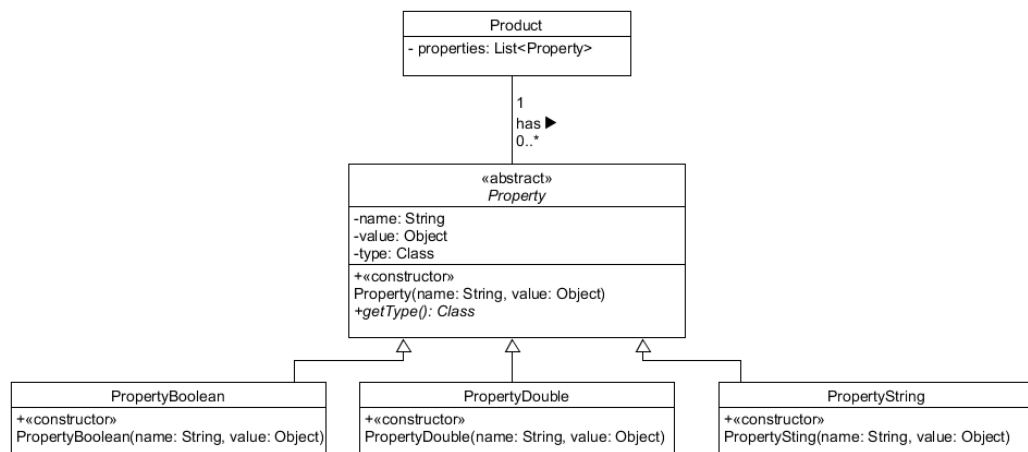 Product
- properties: List<Property>
1
has ▶
0..*
«abstract»
Property
-name: String
-value: Object
-type: Class
+«constructor»
Property(name: String, value: Object)
+getType(): Class
PropertyBoolean
+«constructor»
PropertyBoolean(name: String, value: Object)
PropertyDouble
+«constructor»
PropertyDouble(name: String, value: Object)
PropertyString
+«constructor»
PropertySting(name: String, value: Object)